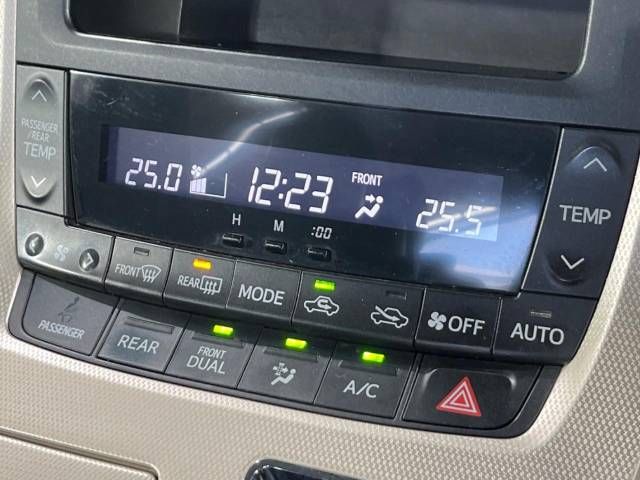 PASSENGER
/REAR
TEMP
25.0 12:23 FRONT 25.5
H M :00
TEMP
FRONT REAR MODE OFF AUTO
PASSENGER REAR FRONT DUAL A/C